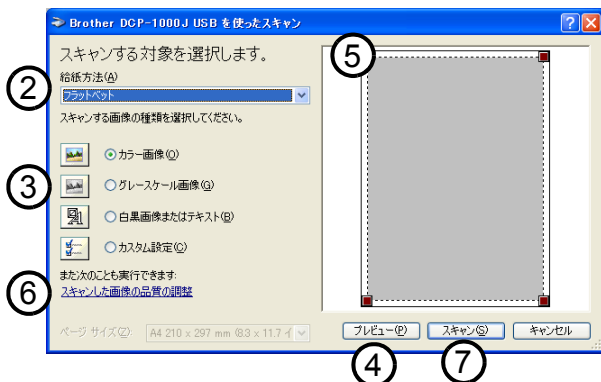 Brother DCP-1000J USB を使ったスキャン
スキャンする対象を選択します。
⑤
給紙方法(A)
②
フラットベット
スキャンする画像の種類を選択してください。
カラー画像(O)
③
グレースケール画像(G)
白黒画像またはテキスト(B)
カスタム設定(C)
また次のことも実行できます:
⑥
スキャンした画像の品質の調整
ページ サイズ(Z):
A4 210 x 297 mm (8.3 x 11.7 イ
プレビュー(P)
スキャン(S)
キャンセル
④
⑦